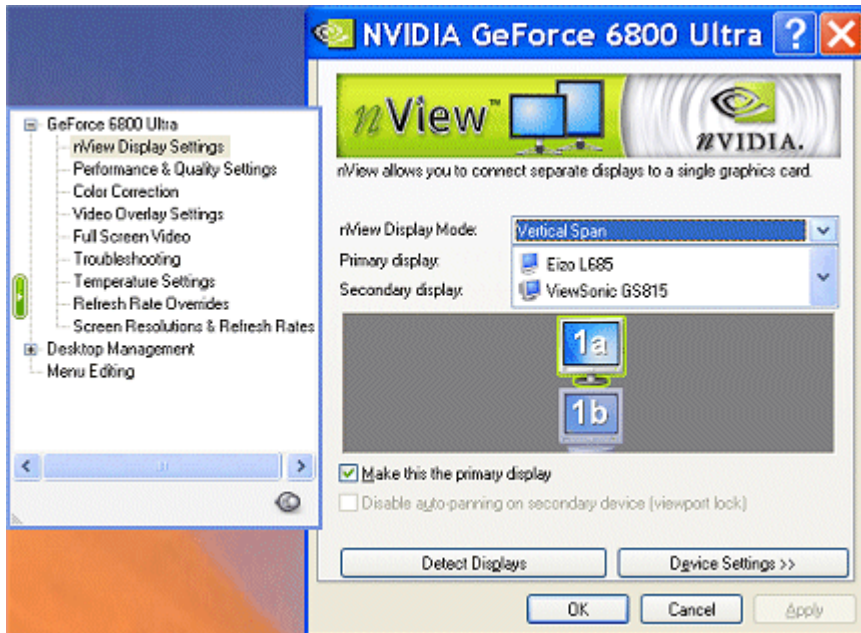 NVIDIA GeForce 6800 Ultra
nView™
NVIDIA.
nView allows you to connect separate displays to a single graphics card.
GeForce 6800 Ultra
nView Display Settings
Performance & Quality Settings
Color Correction
Video Overlay Settings
Full Screen Video
Troubleshooting
Temperature Settings
Refresh Rate Overrides
Screen Resolutions & Refresh Rates
Desktop Management
Menu Editing
nView Display Mode: Vertical Span
Primary display: Eizo L685
Secondary display: ViewSonic GS815
1a
1b
Make this the primary display
Disable auto-panning on secondary device (viewport lock)
Detect Displays Device Settings >>
OK Cancel Apply